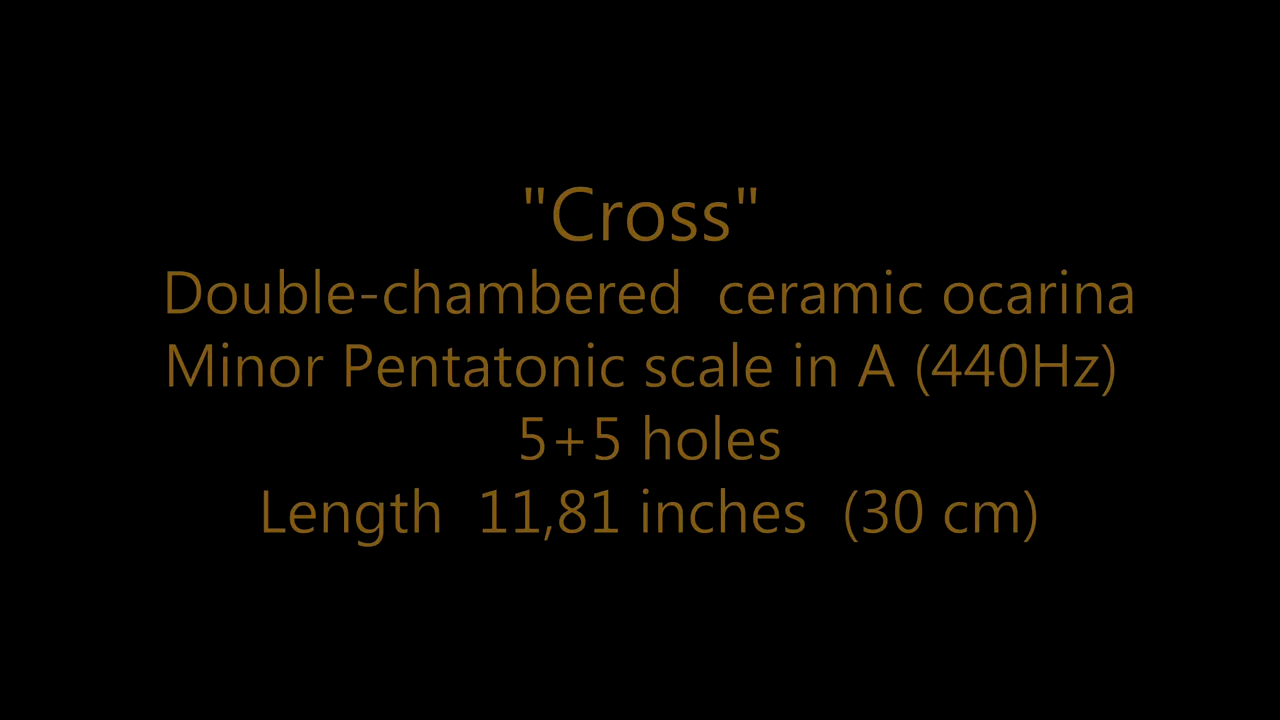 "Cross"
Double-chambered ceramic ocarina
Minor Pentatonic scale in A (440Hz)
5+5 holes
Length 11,81 inches (30 cm)